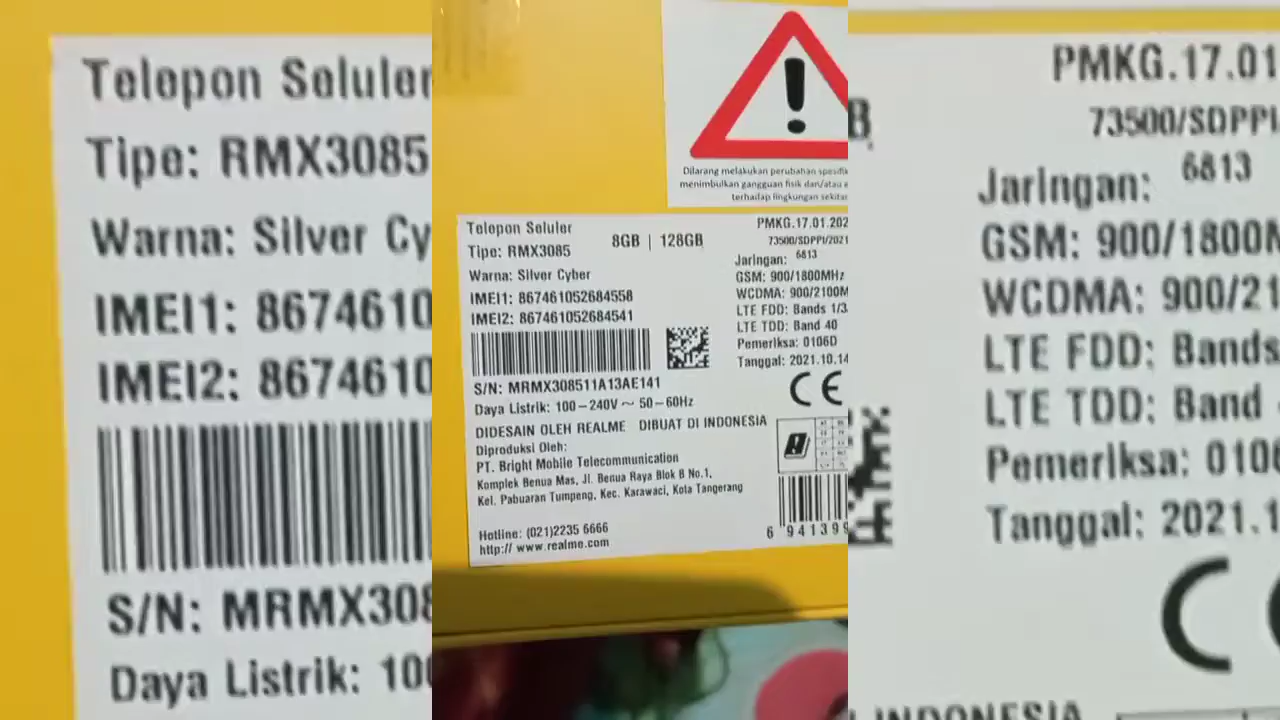 Telepon Seluler
Tipe: RMX3085
Warna: Silver Cy
IMEI1: 8674610
IMEI2: 8674610
S/N: MRMX308
Daya Listrik: 100
Dilarang melakukan perubahan spesifik
menimbulkan gangguan fisik dan/atau e
terhadap lingkungan sekitar
Telepon Seluler
Tipe: RMX3085
8GB | 128GB
Warna: Silver Cyber
IMEI1: 867461052684558
IMEI2: 867461052684541
S/N: MRMX308511A13AE141
Daya Listrik: 100-240V ~ 50-60Hz
DIDESAIN OLEH REALME DIBUAT DI INDONESIA
Diproduksi Oleh:
PT. Bright Mobile Telecommunication
Komplek Benua Mas, Jl. Benua Raya Blok B No.1,
Kel. Pabuaran Tumpeng, Kec. Karawaci, Kota Tangerang
Hotline: (021)2235 6666
http:// www.realme.com
PMKG.17.01.202
73500/SDPPI/2021
6813
Jaringan:
GSM: 900/1800MHz
WCDMA: 900/2100M
LTE FDD: Bands 1/3
LTE TDD: Band 40
Pemeriksa: 0106D
Tanggal: 2021.10.14
CE
6 941399
B
PMKG.17.01
73500/SDPPI
6813
Jaringan:
GSM: 900/1800M
WCDMA: 900/21
LTE FDD: Bands
LTE TDD: Band
Pemeriksa: 0106
Tanggal: 2021.1
C
INDONESIA